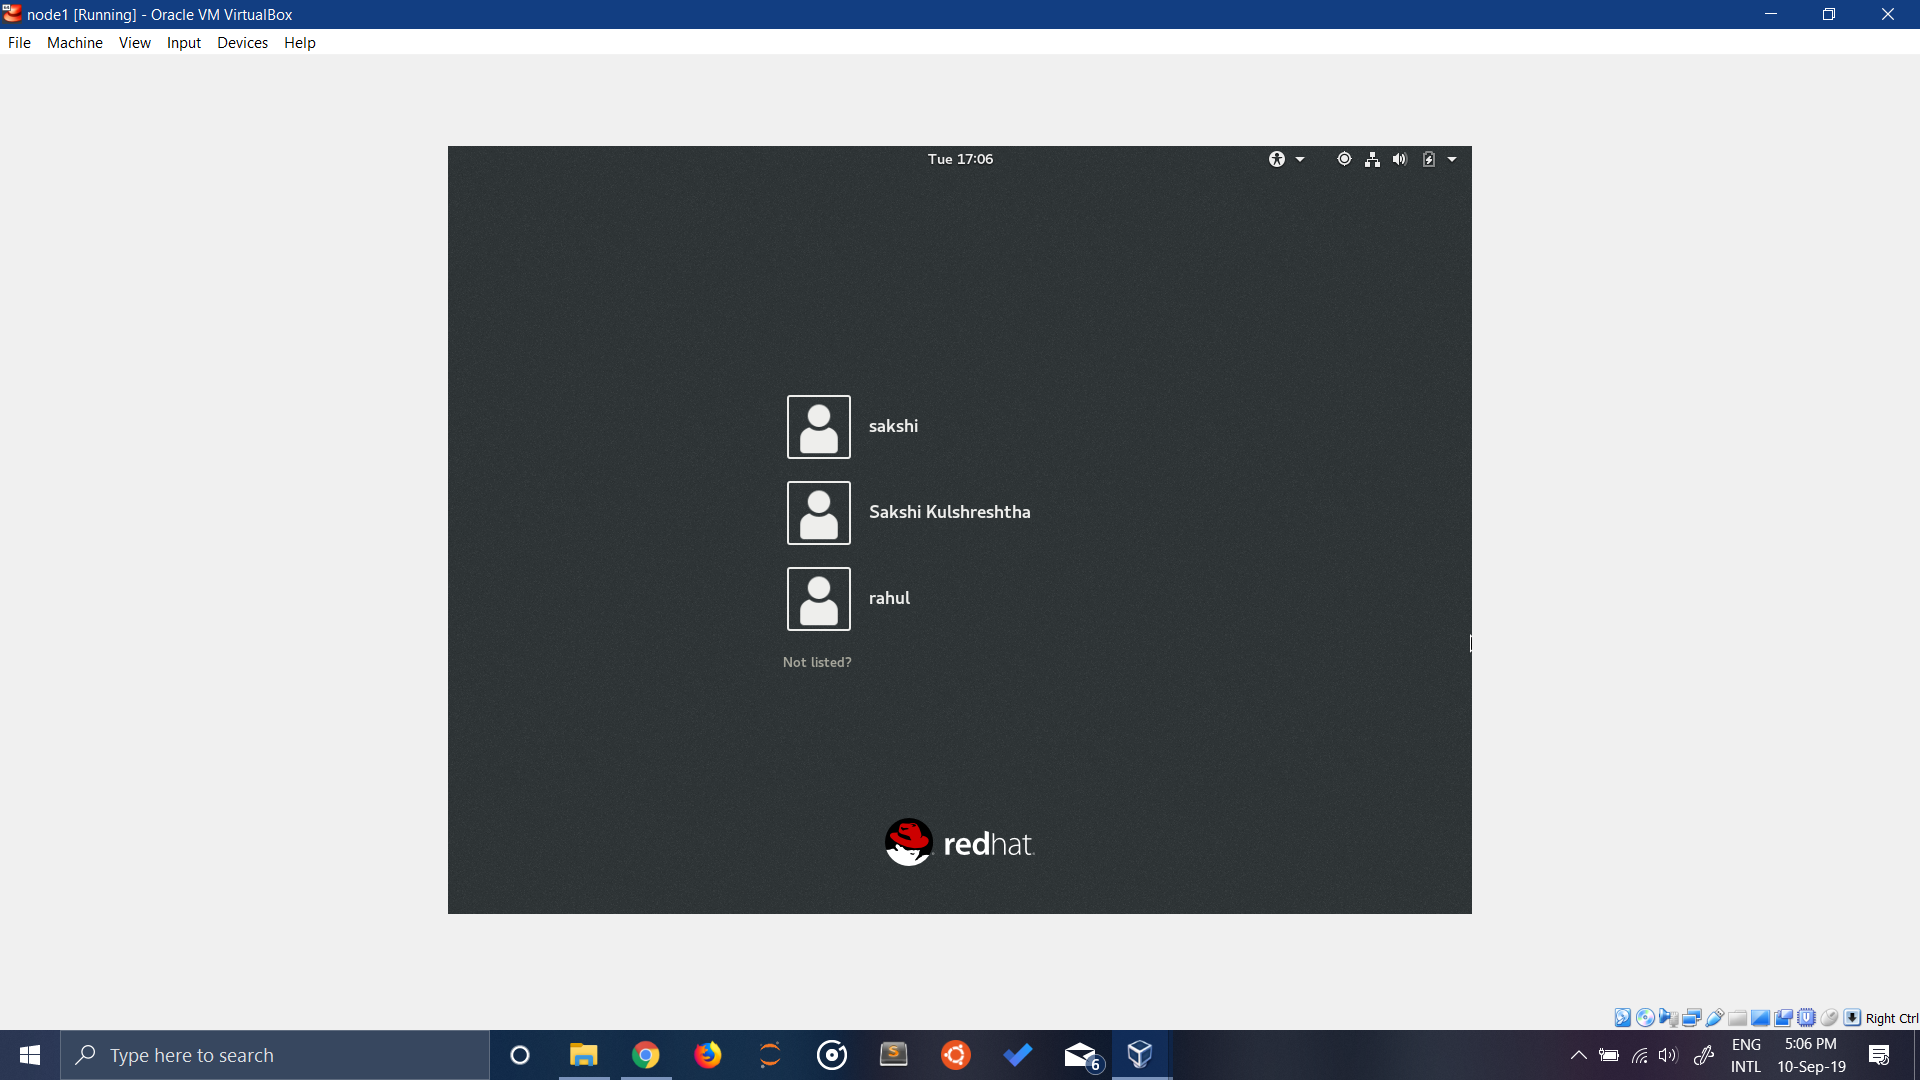 node1 [Running] - Oracle VM VirtualBox
File Machine View Input Devices Help
Tue 17:06
sakshi
Sakshi Kulshreshtha
rahul
Not listed?
redhat.
Right Ctrl
Type here to search
S
6
ENG
INTL
5:06 PM
10-Sep-19